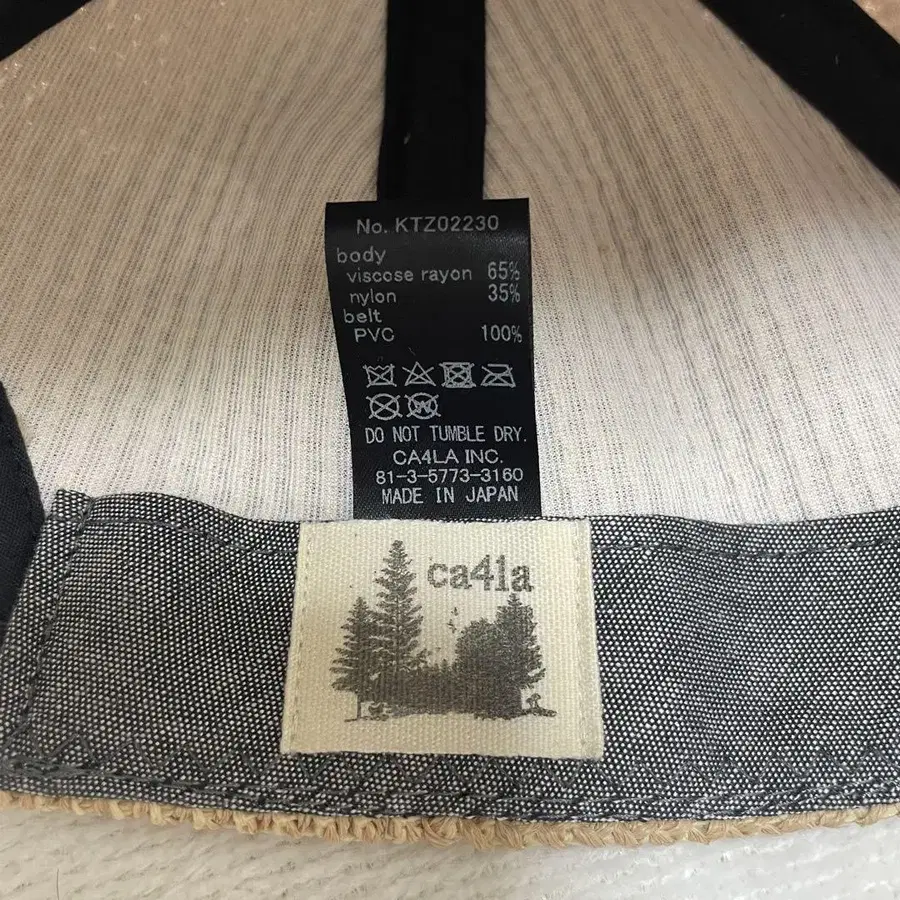 No. KTZ02230
body
viscose rayon 65%
nylon 35%
belt
PVC 100%
DO NOT TUMBLE DRY.
CA4LA INC.
81-3-5773-3160
MADE IN JAPAN
ca4la